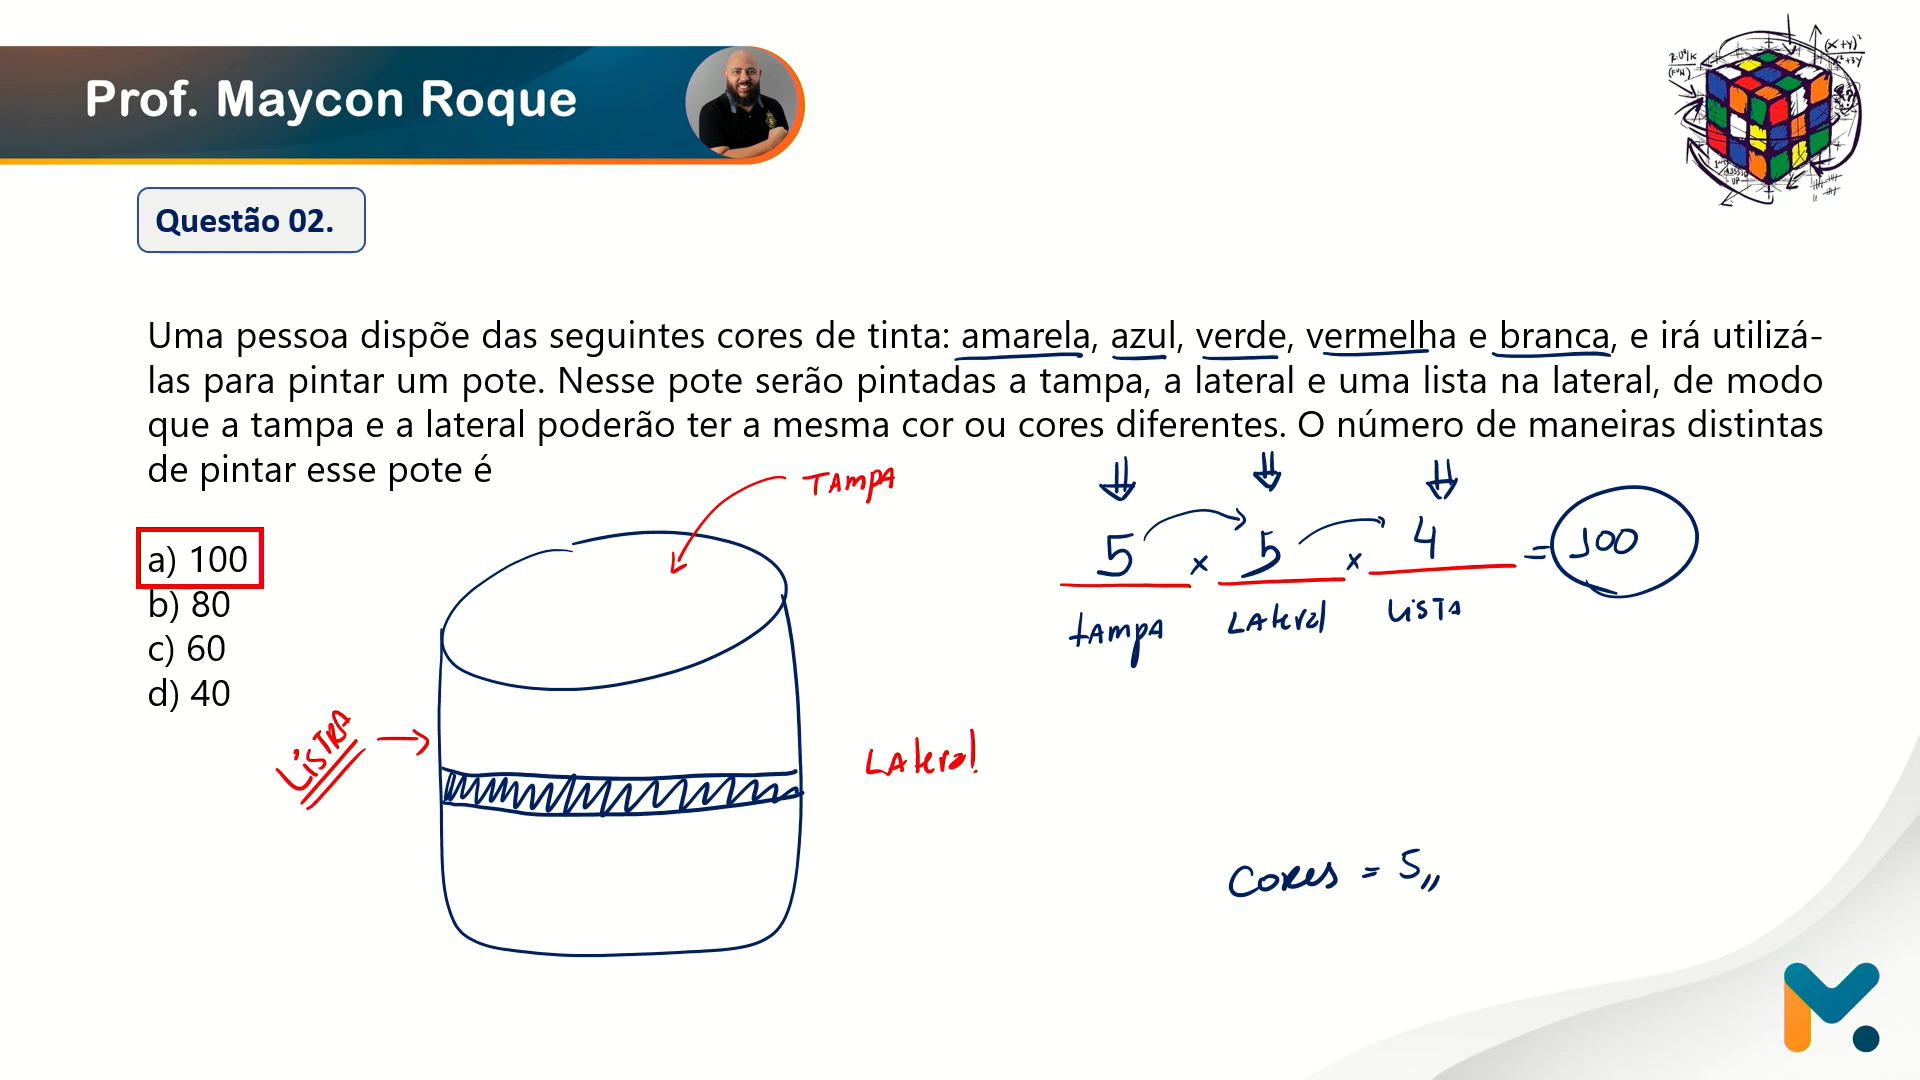 Prof. Maycon Roque
Questão 02.
Uma pessoa dispõe das seguintes cores de tinta: amarela, azul, verde, vermelha e branca, e irá utilizá-
las para pintar um pote. Nesse pote serão pintadas a tampa, a lateral e uma lista na lateral, de modo
que a tampa e a lateral poderão ter a mesma cor ou cores diferentes. O número de maneiras distintas
de pintar esse pote é
a) 100
b) 80
c) 60
d) 40
TAMPA
5 × 5 × 4 = 100
TAMPA LATERAL LISTA
LISTRA
LATERAL
CORES = 5